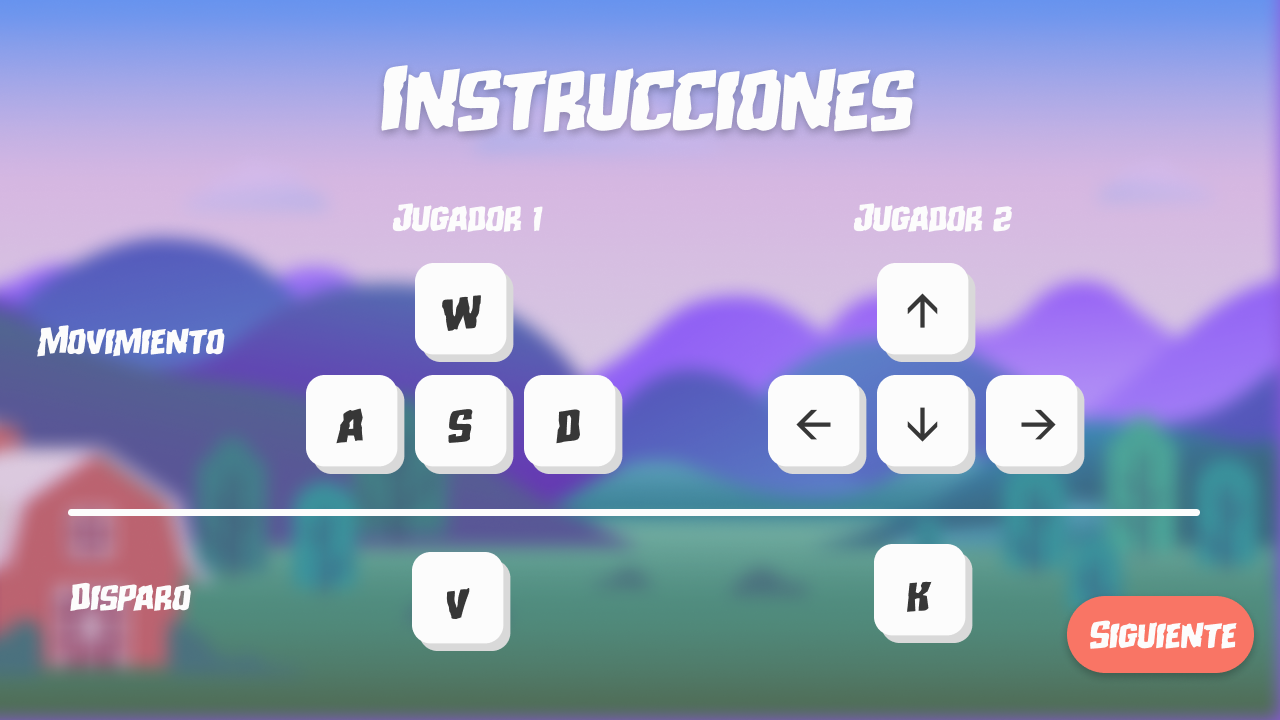 Instrucciones
Jugador 1 Jugador 2
Movimiento
W ↑
A S D ← ↓ →
Disparo V K
Siguiente